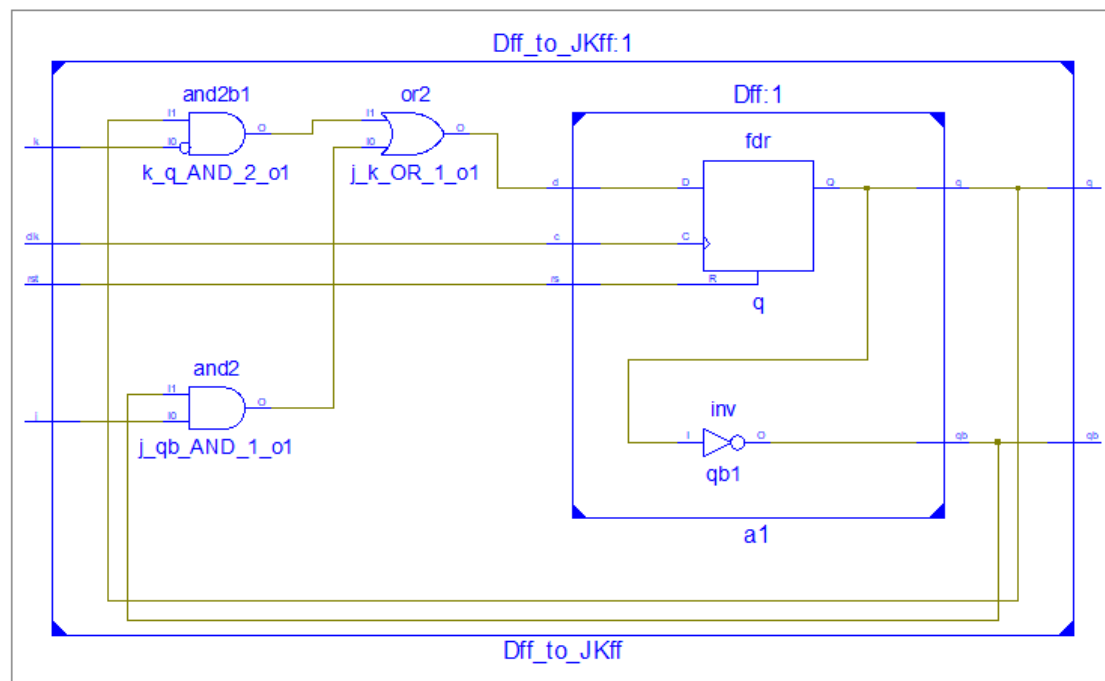 Dff_to_JKff:1
and2b1
or2
Dff:1
I1
O
I1
O
fdr
k
I0
I0
k_q_AND_2_o1
j_k_OR_1_o1
d
D
Q
q
q
c
C
rst
rs
R
q
and2
I1
O
j
I0
inv
j_qb_AND_1_o1
I
O
qb
qb
qb1
a1
Dff_to_JKff